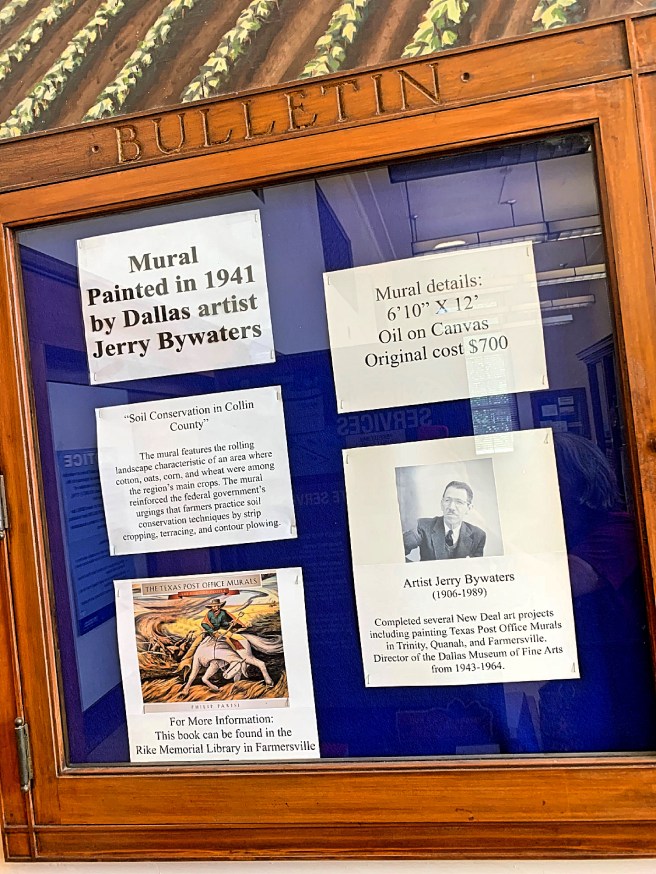 BULLETIN
Mural
Painted in 1941
by Dallas artist
Jerry Bywaters
Mural details:
6'10" X 12'
Oil on Canvas
Original cost $700
"Soil Conservation in Collin
County"
The mural features the rolling
landscape characteristic of an area where
cotton, oats, corn, and wheat were among
the region's main crops. The mural
reinforced the federal government's
urgings that farmers practice soil
conservation techniques by strip
cropping, terracing, and contour plowing.
Artist Jerry Bywaters
(1906-1989)
Completed several New Deal art projects
including painting Texas Post Office Murals
in Trinity, Quanah, and Farmersville.
Director of the Dallas Museum of Fine Arts
from 1943-1964.
THE TEXAS POST OFFICE MURALS
For More Information:
This book can be found in the
Rike Memorial Library in Farmersville
SERVICES